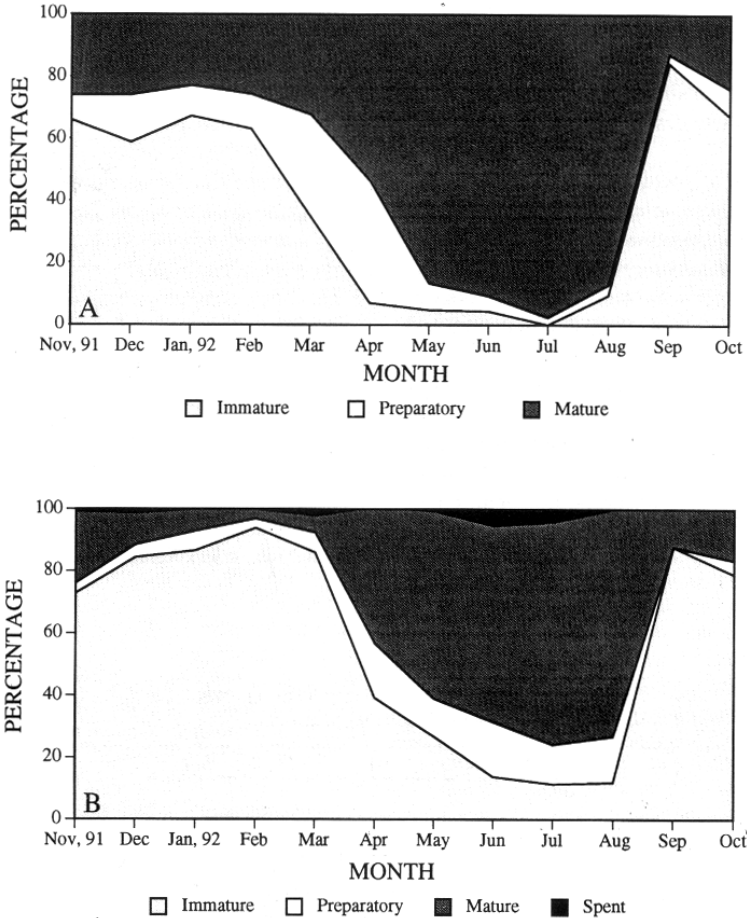 100
80
60
40
20
0
PERCENTAGE
A
Nov, 91 Dec Jan, 92 Feb Mar Apr May Jun Jul Aug Sep Oct
MONTH
Immature Preparatory Mature
100
80
60
40
20
0
PERCENTAGE
B
Nov, 91 Dec Jan, 92 Feb Mar Apr May Jun Jul Aug Sep Oct
MONTH
Immature Preparatory Mature Spent